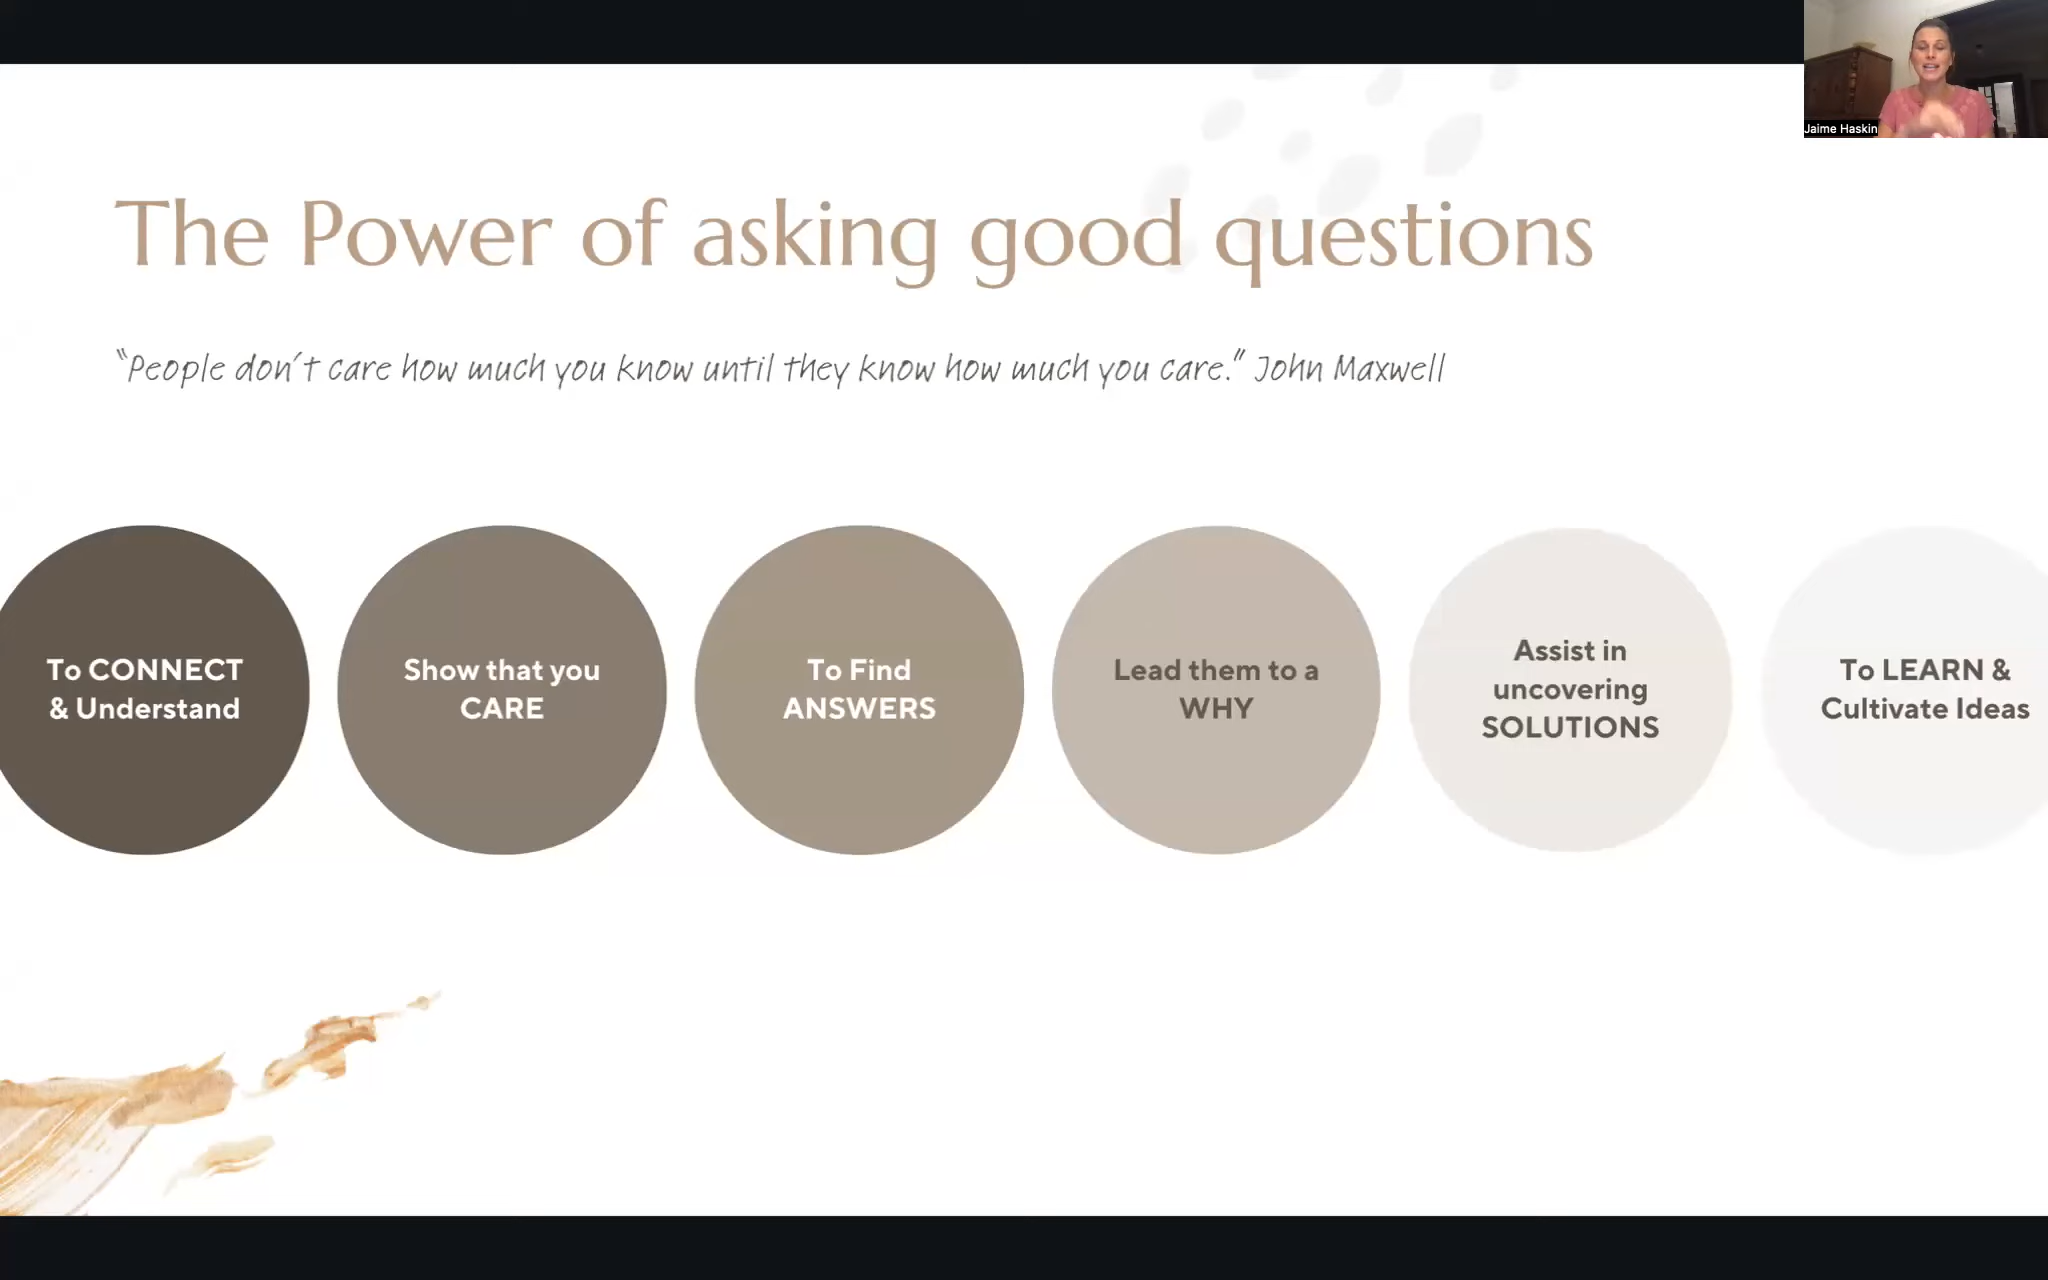 Jaime Haskin
The Power of asking good questions
“People don’t care how much you know until they know how much you care.” John Maxwell
To CONNECT
& Understand
Show that you
CARE
To Find
ANSWERS
Lead them to a
WHY
Assist in
uncovering
SOLUTIONS
To LEARN &
Cultivate Ideas